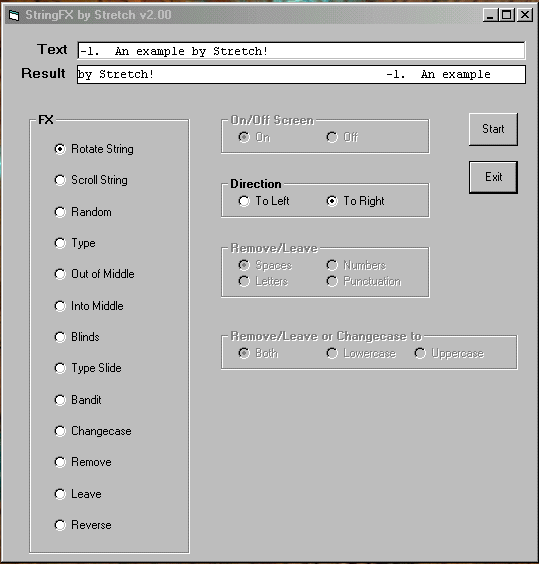 StringFX by Stretch v2.00
Text -1. An example by Stretch!
Result by Stretch! -1. An example
FX
Rotate String
Scroll String
Random
Type
Out of Middle
Into Middle
Blinds
Type Slide
Bandit
Changecase
Remove
Leave
Reverse
On/Off Screen
On Off
Direction
To Left To Right
Remove/Leave
Spaces Numbers
Letters Punctuation
Remove/Leave or Changecase to
Both Lowercase Uppercase
Start
Exit